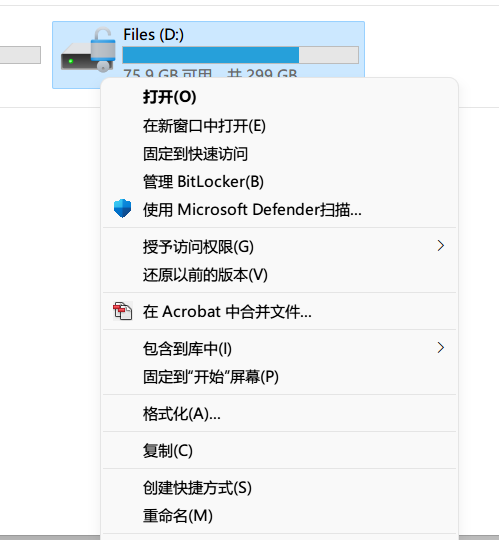 Files (D:)
75.9 GB 可用，共 299 GB
打开(O)
在新窗口中打开(E)
固定到快速访问
管理 BitLocker(B)
使用 Microsoft Defender扫描...
授予访问权限(G)
还原以前的版本(V)
在 Acrobat 中合并文件...
包含到库中(I)
固定到“开始”屏幕(P)
格式化(A)...
复制(C)
创建快捷方式(S)
重命名(M)